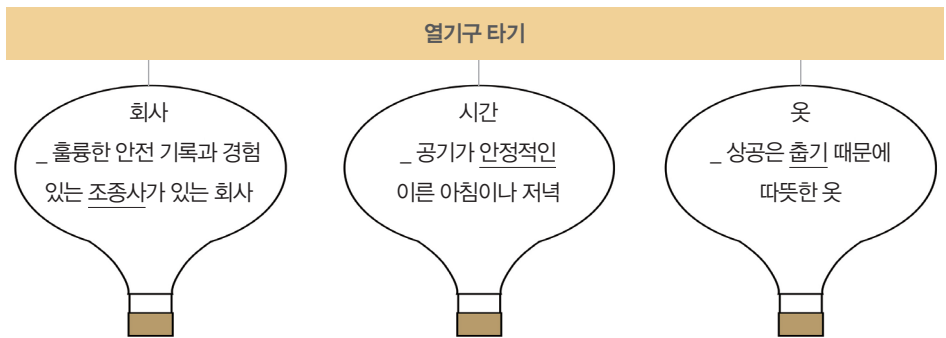 열기구 타기
회사
_ 훌륭한 안전 기록과 경험
있는 조종사가 있는 회사
시간
_ 공기가 안정적인
이른 아침이나 저녁
옷
_ 상공은 춥기 때문에
따뜻한 옷